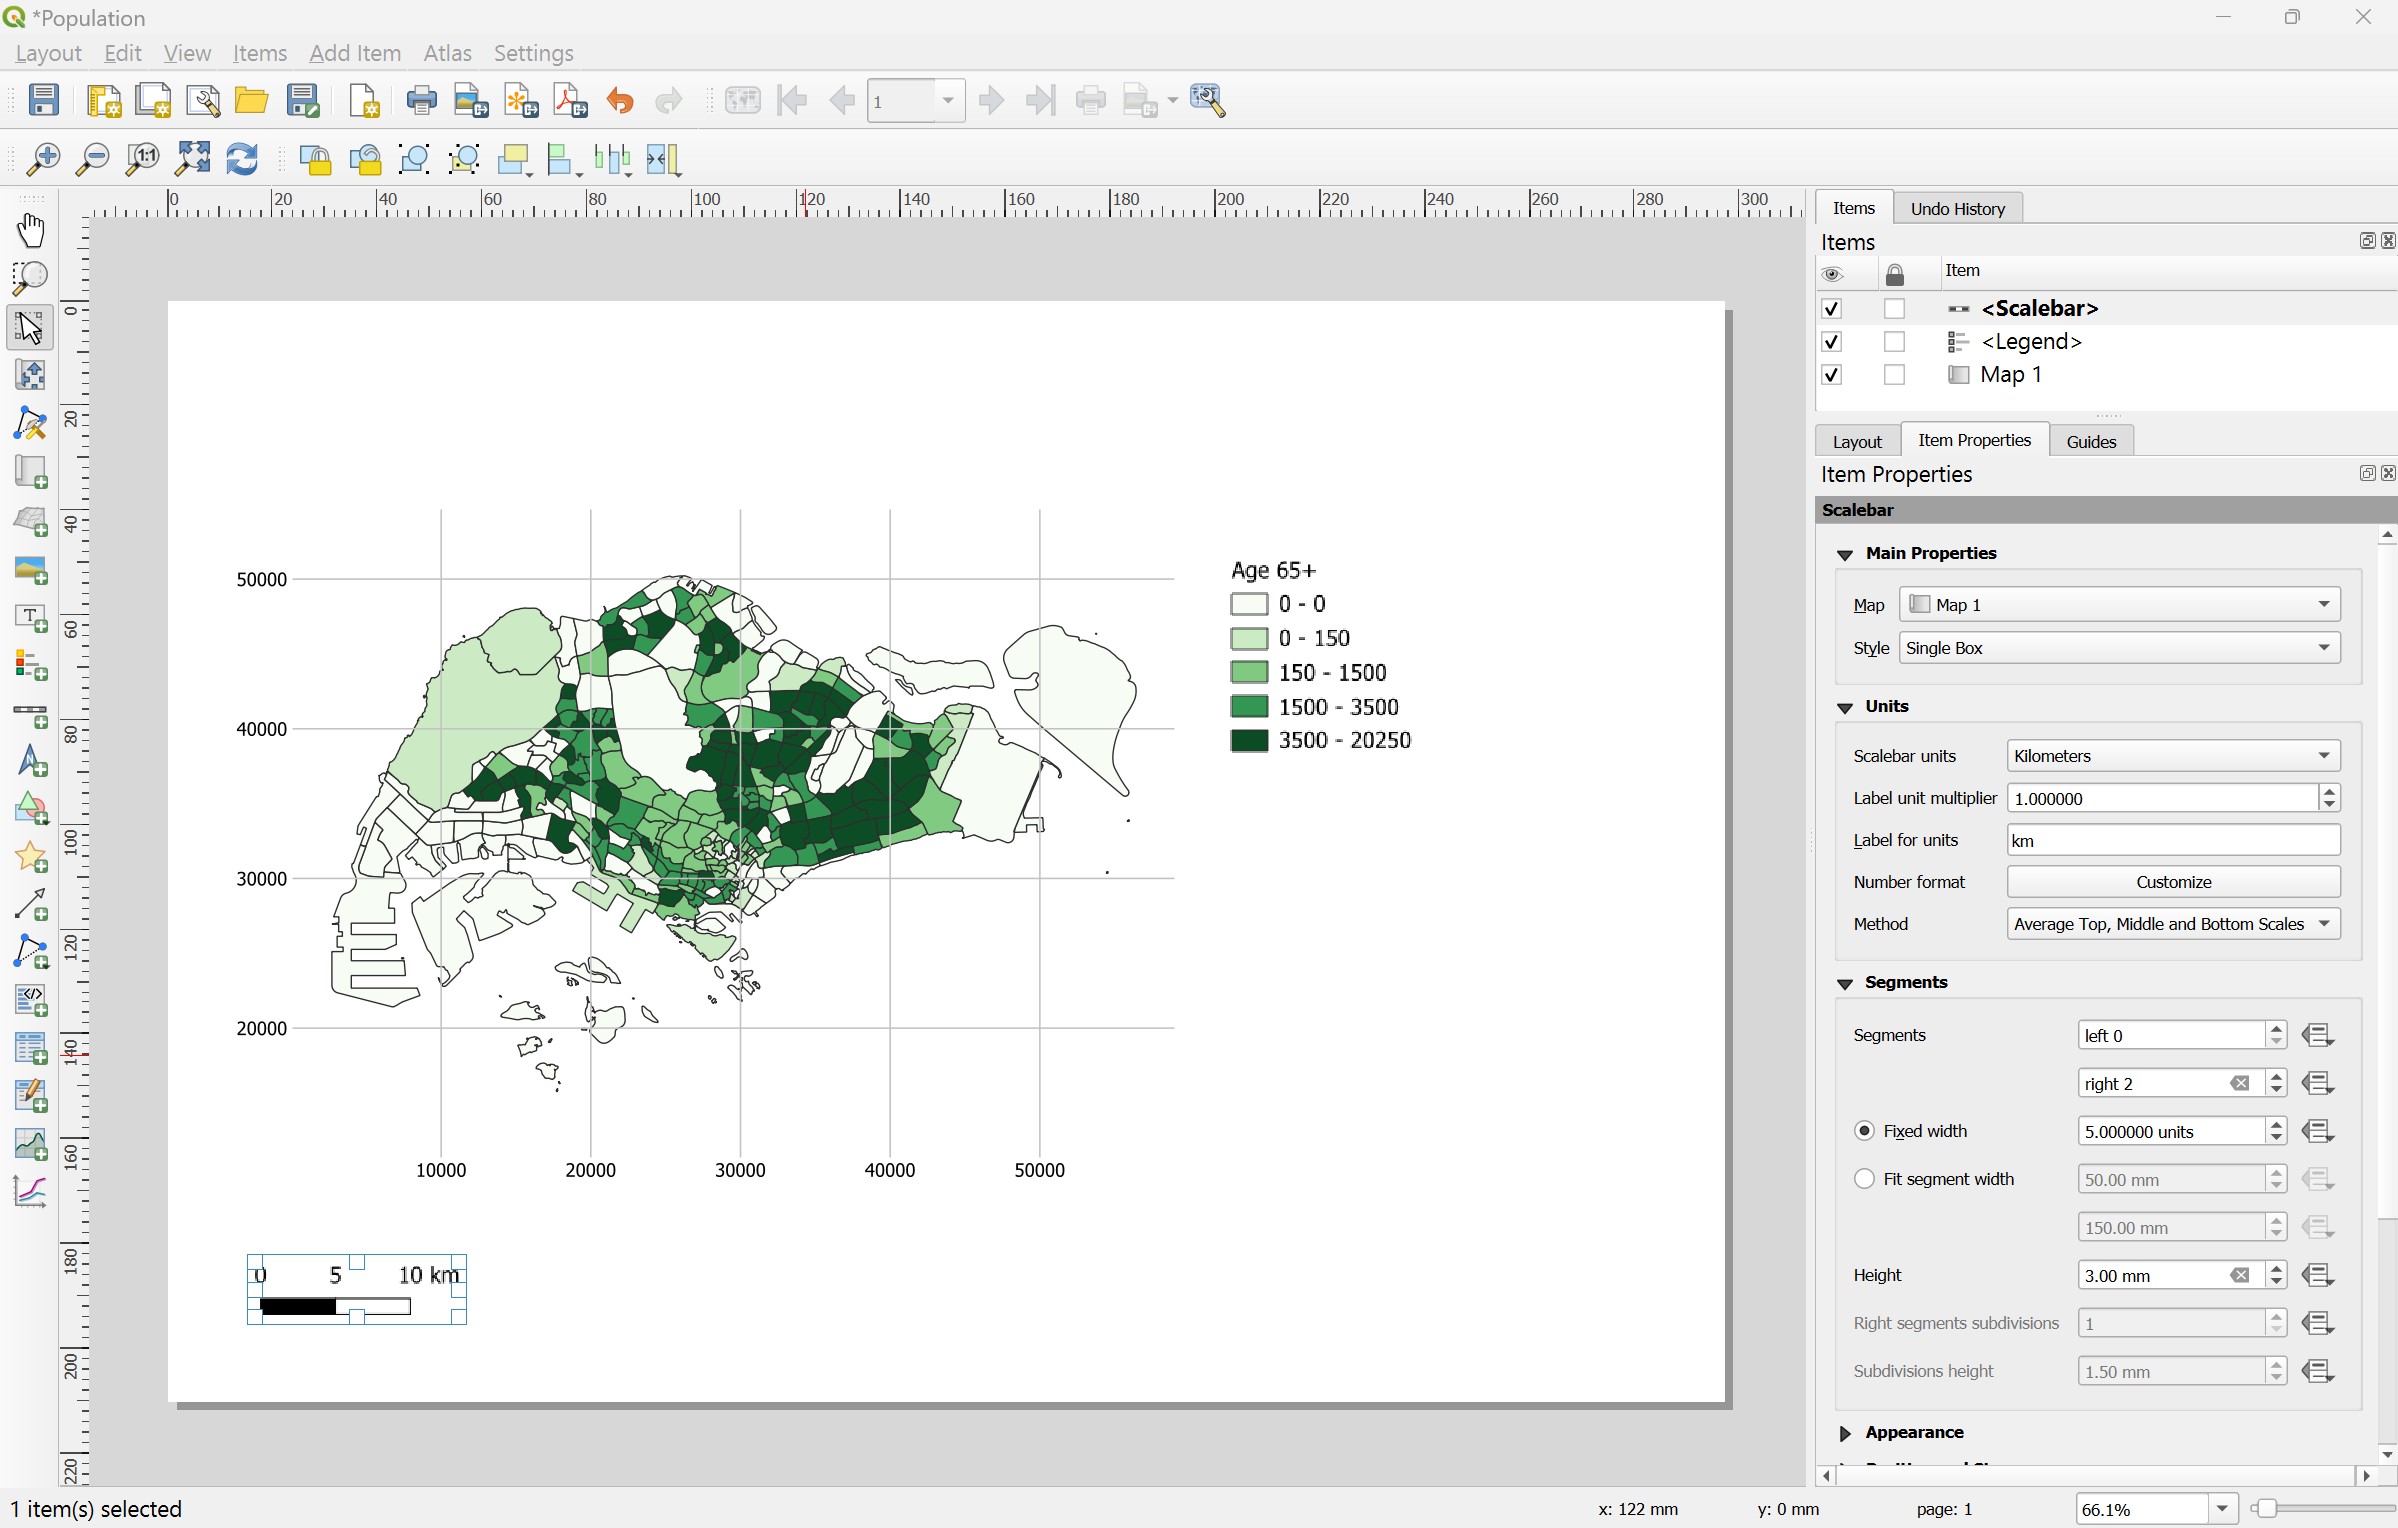 *Population
Layout Edit View Items Add Item Atlas Settings
1
1:1
0 20 40 60 80 100 120 140 160 180 200 220 240 260 280 300
0
20
40
60
80
100
120
140
160
180
200
220
50000
40000
30000
20000
10000 20000 30000 40000 50000
Age 65+
0 - 0
0 - 150
150 - 1500
1500 - 3500
3500 - 20250
0 5 10 km
Items Undo History
Items
Item
<Scalebar>
<Legend>
Map 1
Layout Item Properties Guides
Item Properties
Scalebar
Main Properties
Map Map 1
Style Single Box
Units
Scalebar units Kilometers
Label unit multiplier 1.000000
Label for units km
Number format Customize
Method Average Top, Middle and Bottom Scales
Segments
Segments left 0
right 2
Fixed width 5.000000 units
Fit segment width 50.00 mm
150.00 mm
Height 3.00 mm
Right segments subdivisions 1
Subdivisions height 1.50 mm
Appearance
1 item(s) selected
x: 122 mm y: 0 mm page: 1 66.1%